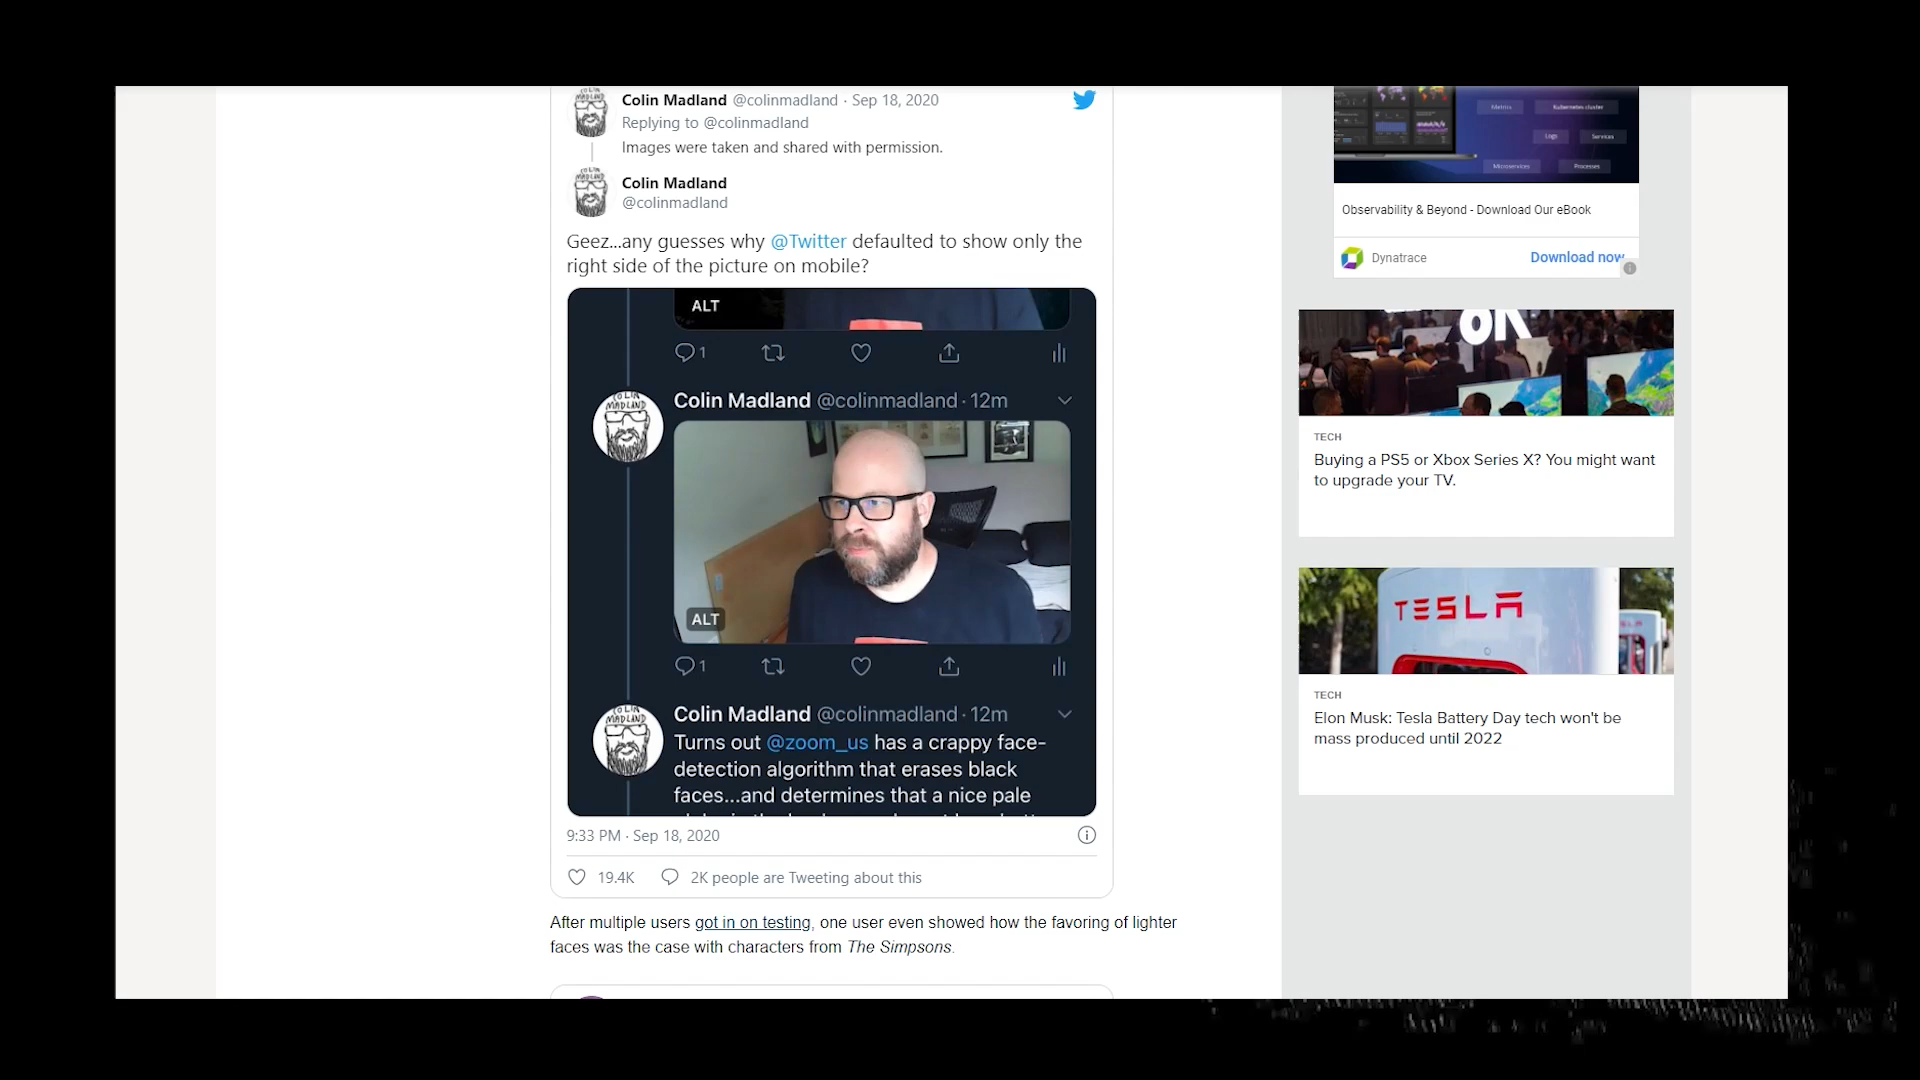 Colin Madland @colinmadland · Sep 18, 2020
Replying to @colinmadland
Images were taken and shared with permission.
Colin Madland
@colinmadland
Geez...any guesses why @Twitter defaulted to show only the
right side of the picture on mobile?
ALT
1
Colin Madland @colinmadland · 12m
ALT
1
Colin Madland @colinmadland · 12m
Turns out @zoom_us has a crappy face-
detection algorithm that erases black
faces...and determines that a nice pale
9:33 PM · Sep 18, 2020
19.4K
2K people are Tweeting about this
After multiple users got in on testing, one user even showed how the favoring of lighter
faces was the case with characters from The Simpsons.
Metrics
Kubernetes cluster
Logs
Services
Microservices
Processes
Observability & Beyond - Download Our eBook
Dynatrace
Download now
TECH
Buying a PS5 or Xbox Series X? You might want
to upgrade your TV.
TESLA
TECH
Elon Musk: Tesla Battery Day tech won't be
mass produced until 2022